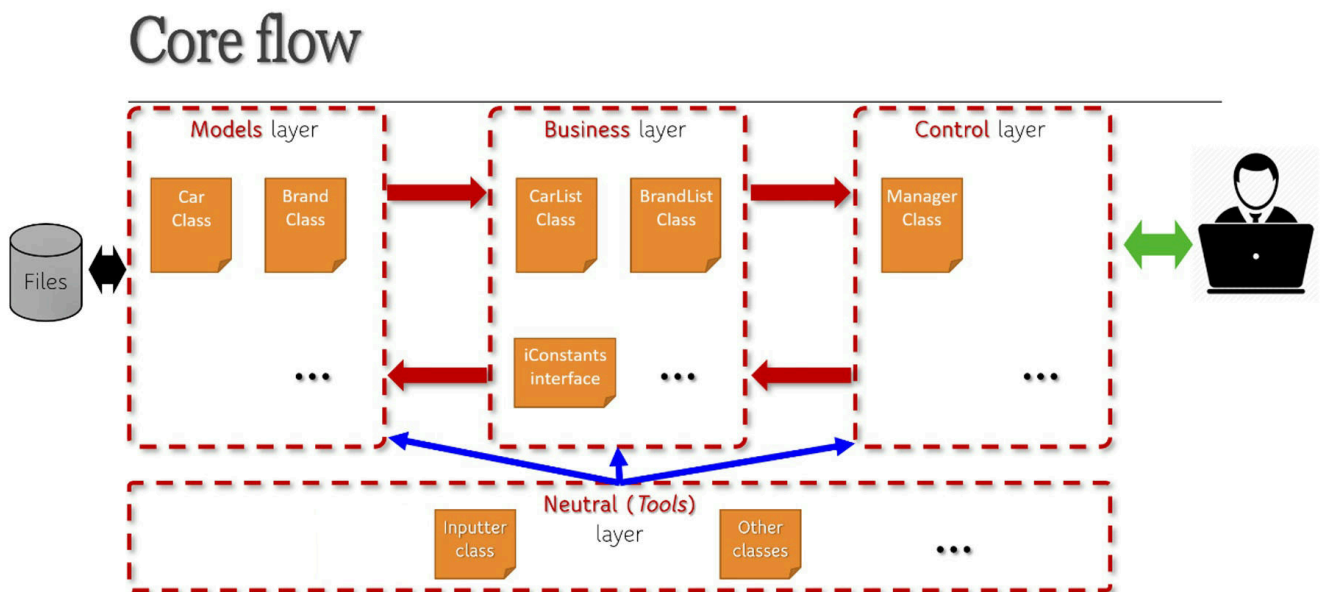 Core flow
Models layer
Business layer
Control layer
Car
Class
Brand
Class
CarList
Class
BrandList
Class
Manager
Class
Files
iConstants
interface
...
...
...
Neutral (Tools)
layer
Inputter
class
Other
classes
...